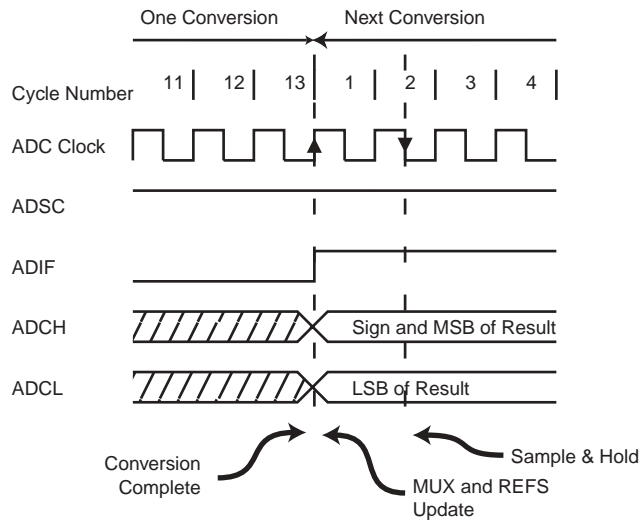 One Conversion
Next Conversion
Cycle Number
11
12
13
1
2
3
4
ADC Clock
ADSC
ADIF
ADCH
Sign and MSB of Result
ADCL
LSB of Result
Conversion
Complete
MUX and REFS
Update
Sample & Hold